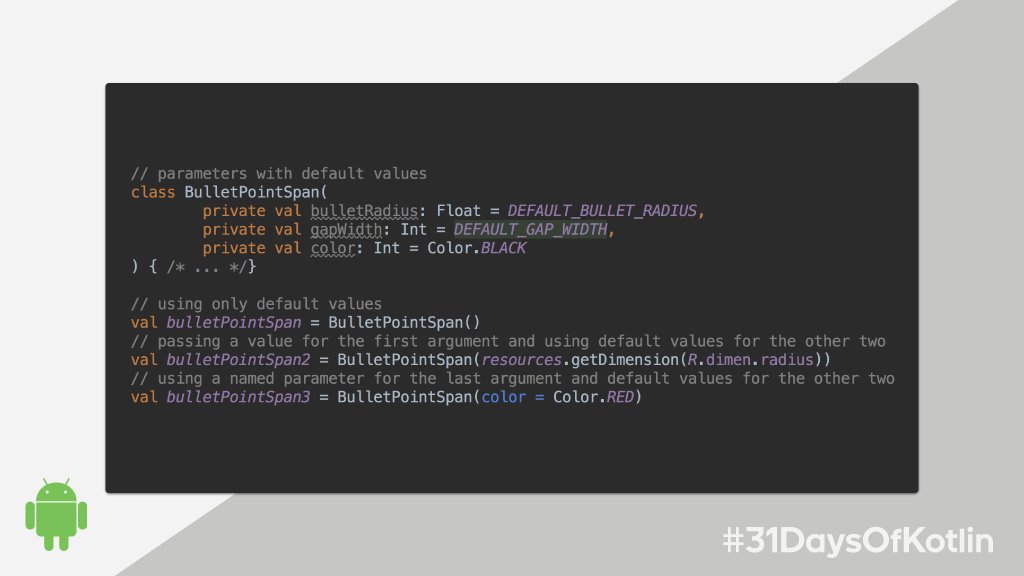 // parameters with default values
class BulletPointSpan(
        private val bulletRadius: Float = DEFAULT_BULLET_RADIUS,
        private val gapWidth: Int = DEFAULT_GAP_WIDTH,
        private val color: Int = Color.BLACK
) { /* ... */}

// using only default values
val bulletPointSpan = BulletPointSpan()
// passing a value for the first argument and using default values for the other two
val bulletPointSpan2 = BulletPointSpan(resources.getDimension(R.dimen.radius))
// using a named parameter for the last argument and default values for the other two
val bulletPointSpan3 = BulletPointSpan(color = Color.RED)
#31DaysOfKotlin